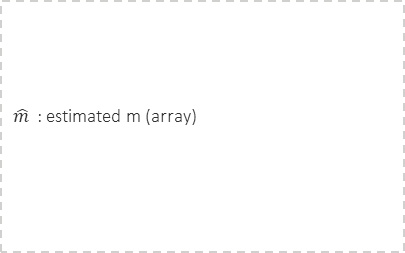 m̂ : estimated m (array)